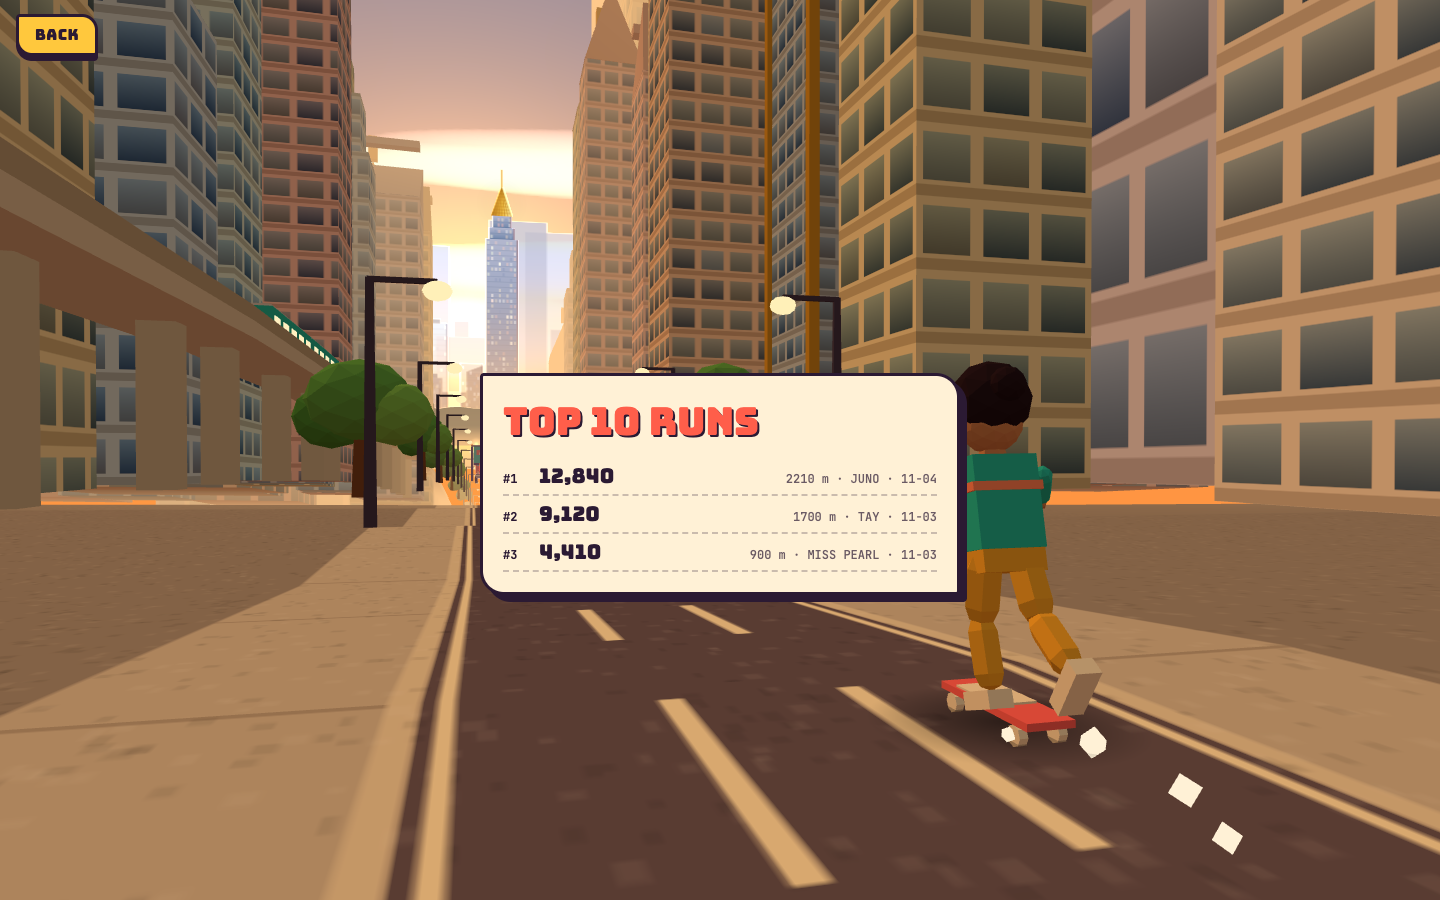 BACK
TOP 10 RUNS
#1 12,840 2210 m · JUNO · 11-04
#2 9,120 1700 m · TAY · 11-03
#3 4,410 900 m · MISS PEARL · 11-03